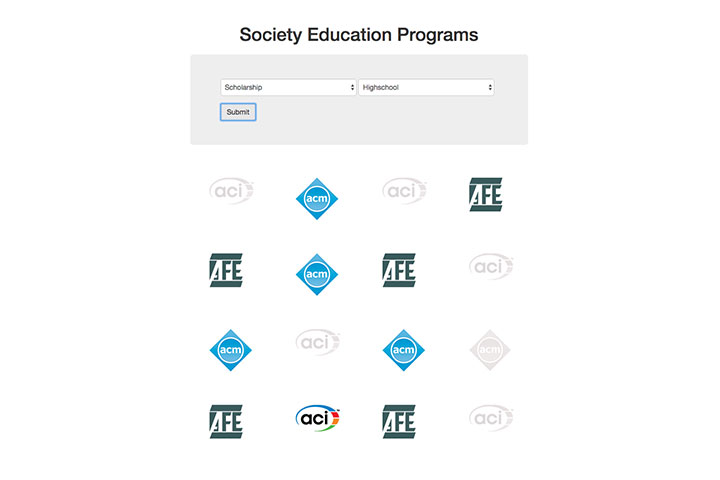 Society Education Programs
Scholarship Highschool
Submit
aci acm aci AFE
AFE acm AFE aci
acm aci acm acm
AFE aci AFE aci